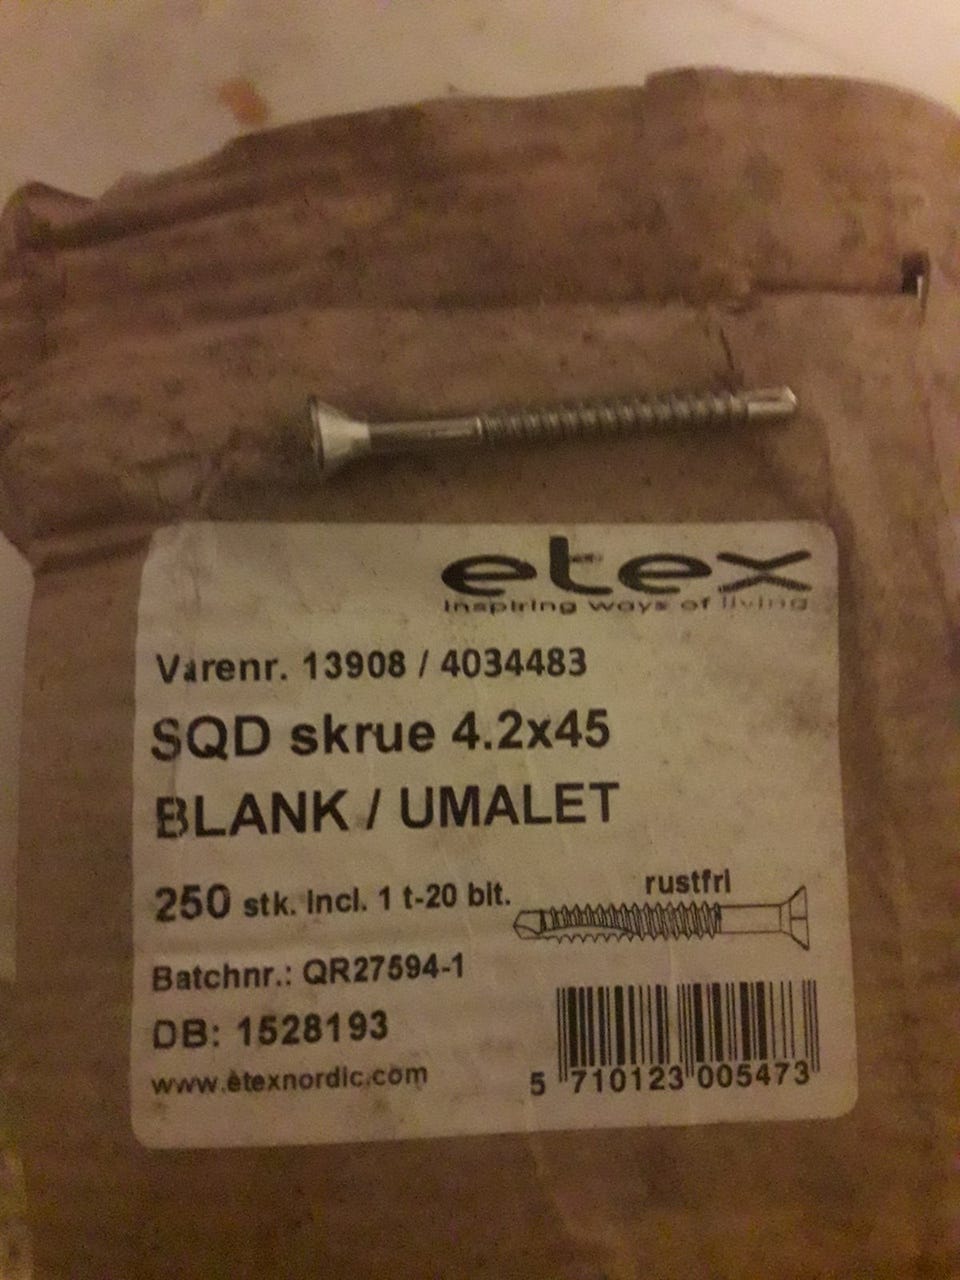 etex
inspiring ways of living
Varenr. 13908 / 4034483
SQD skrue 4.2x45
BLANK / UMALET
250 stk. incl. 1 t-20 bit.
rustfri
Batchnr.: QR27594-1
DB: 1528193
www.etexnordic.com
5 710123 005473